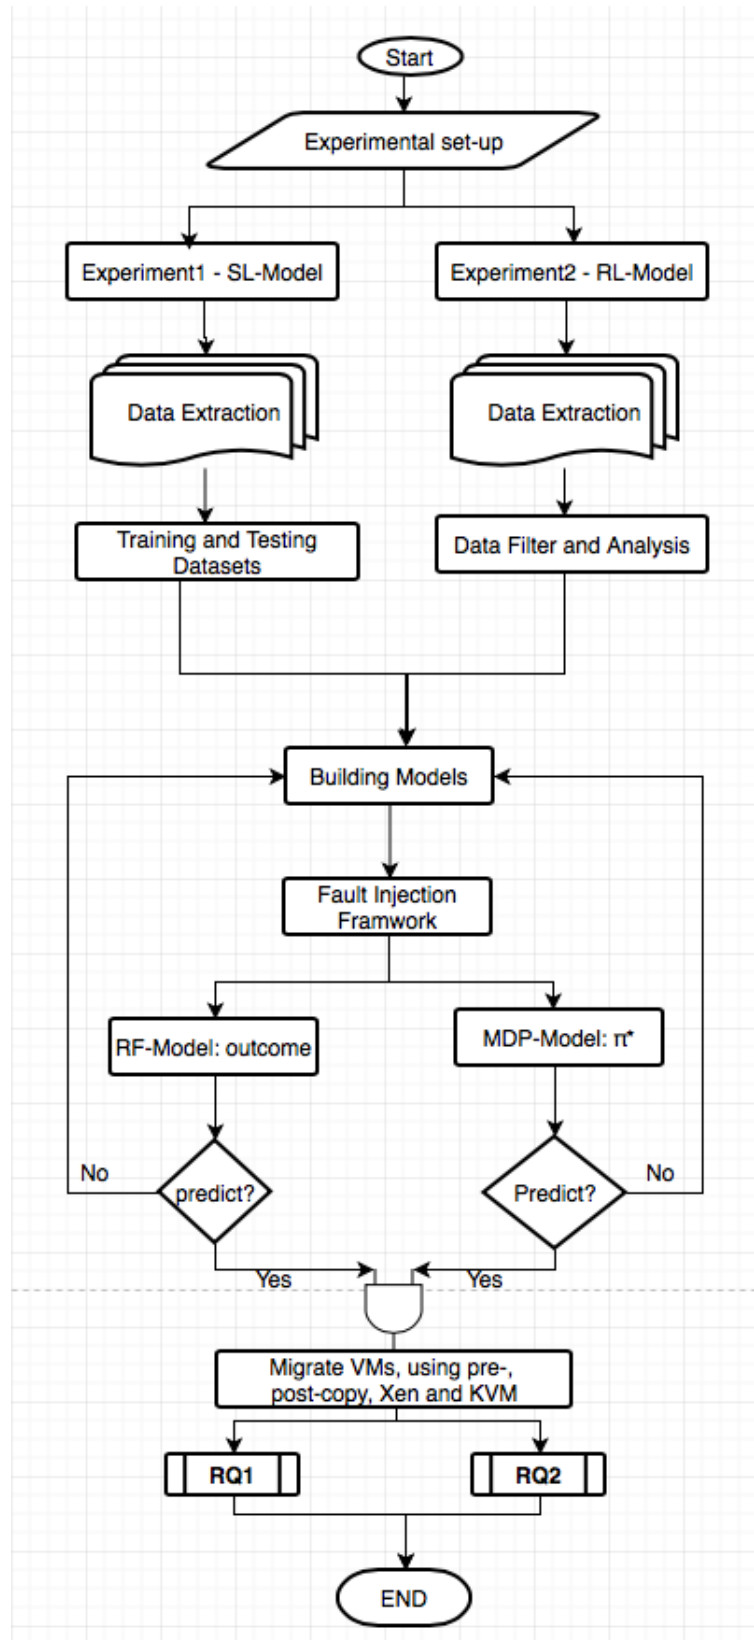 Start
Experimental set-up
Experiment1 - SL-Model
Experiment2 - RL-Model
Data Extraction
Data Extraction
Training and Testing
Datasets
Data Filter and Analysis
Building Models
Fault Injection
Framwork
RF-Model: outcome
MDP-Model: π*
No
predict?
Predict?
No
Yes
Yes
Migrate VMs, using pre-,
post-copy, Xen and KVM
RQ1
RQ2
END